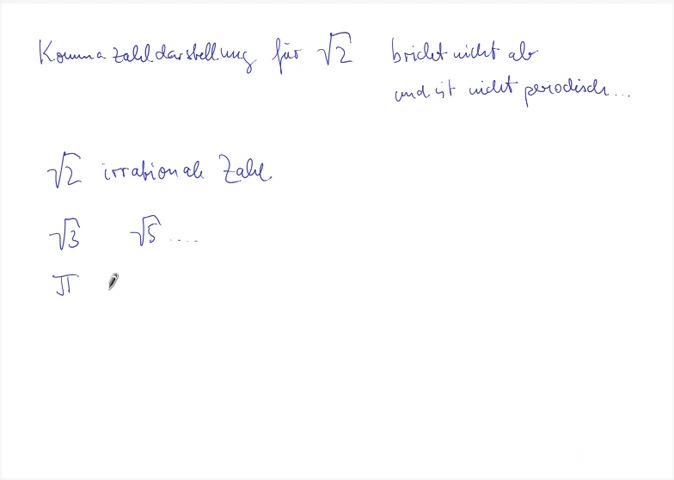 Kommazahldarstellung für √2 bricht nicht ab
und ist nicht periodisch...
√2 irrationale Zahl
√3 √5 ....
π